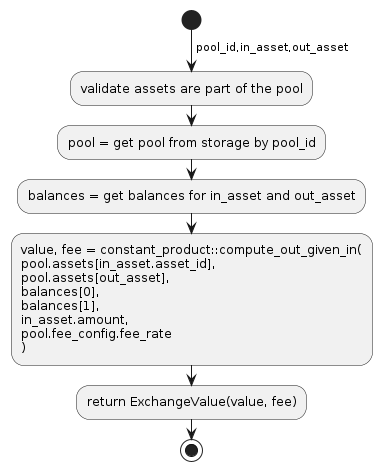 pool_id,in_asset,out_asset
validate assets are part of the pool
pool = get pool from storage by pool_id
balances = get balances for in_asset and out_asset
value, fee = constant_product::compute_out_given_in(
pool.assets[in_asset.asset_id],
pool.assets[out_asset],
balances[0],
balances[1],
in_asset.amount,
pool.fee_config.fee_rate
)
return ExchangeValue(value, fee)